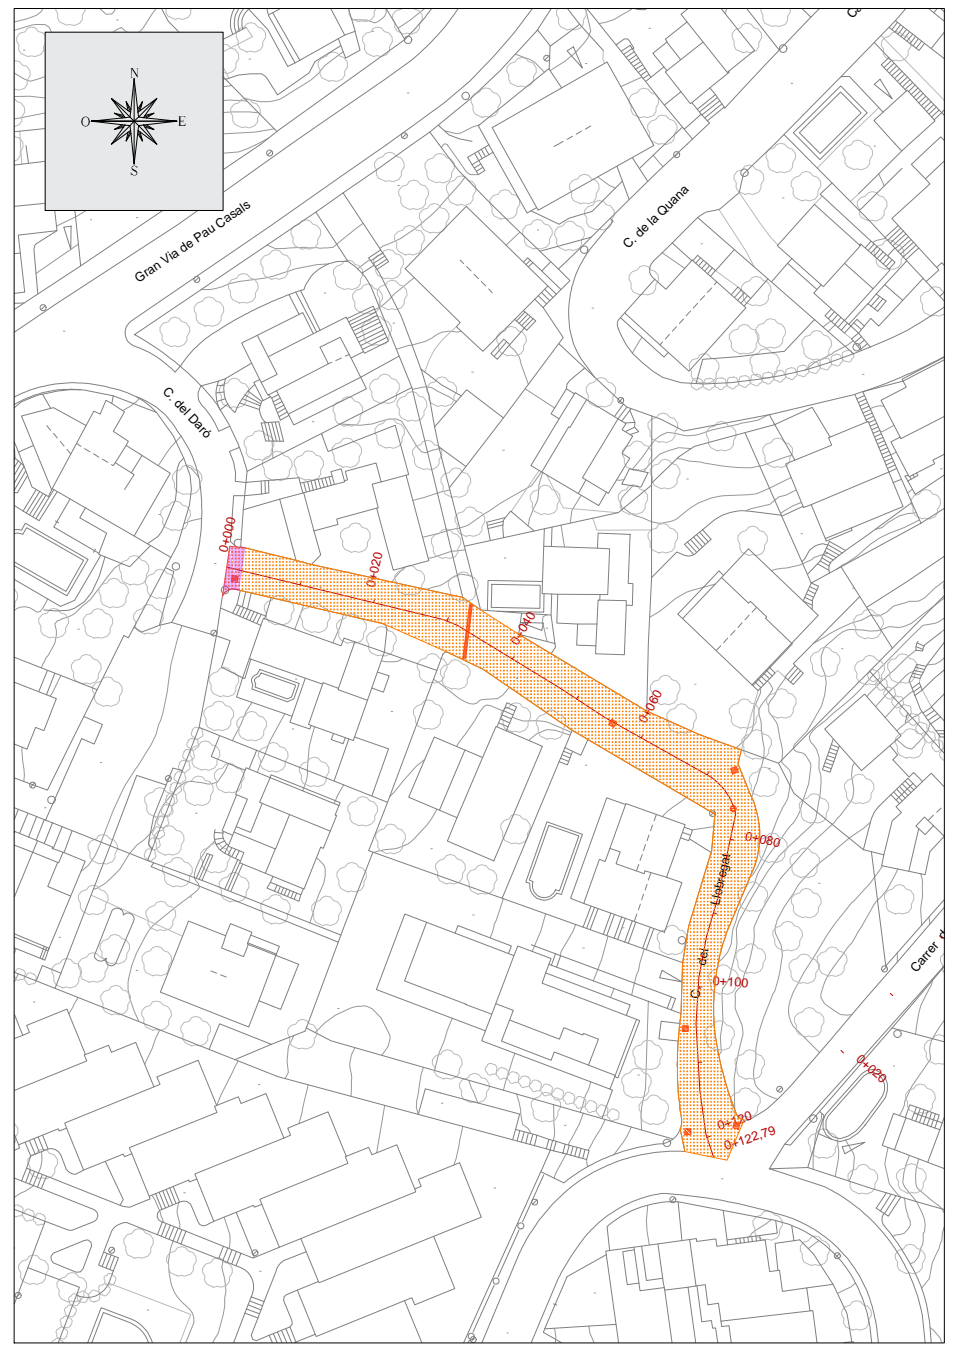 N
O
E
S
Ca
Gran Via de Pau Casals
C. de la Quana
C. del Daró
0+000
0+020
0+040
0+060
0+080
C. del Llobregat
0+100
Carrer d
0+020
0+120
0+122,79